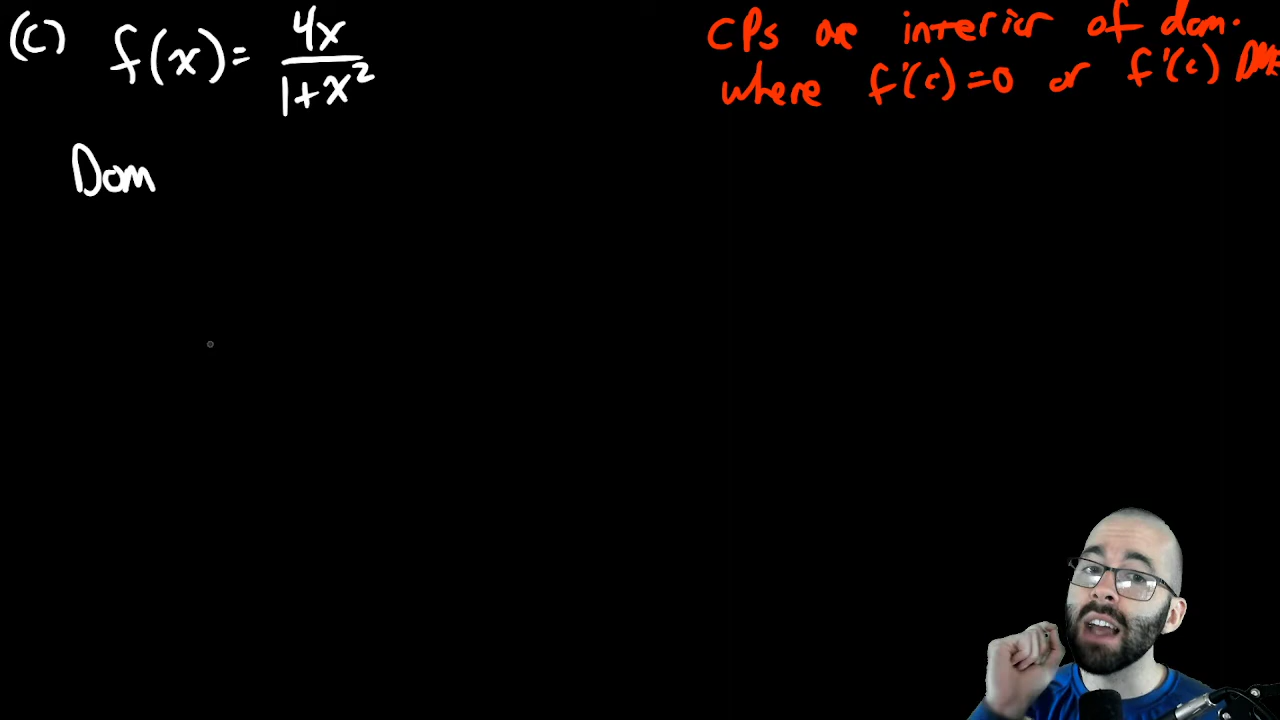 (c) f(x) = 4x / 1+x²
CPs are interior of dom.
where f'(c)=0 or f'(c) DNE
Dom